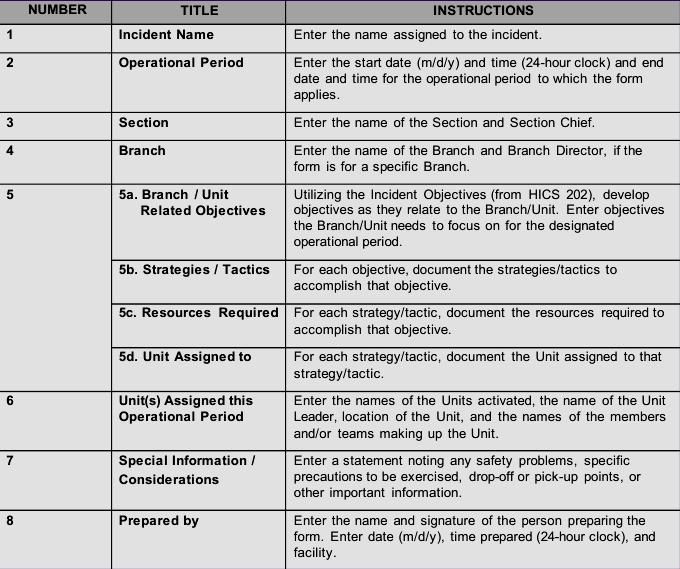 NUMBER TITLE INSTRUCTIONS
1 Incident Name Enter the name assigned to the incident.
2 Operational Period Enter the start date (m/d/y) and time (24-hour clock) and end
date and time for the operational period to which the form
applies.
3 Section Enter the name of the Section and Section Chief.
4 Branch Enter the name of the Branch and Branch Director, if the
form is for a specific Branch.
5 5a. Branch / Unit Utilizing the Incident Objectives (from HICS 202), develop
Related Objectives objectives as they relate to the Branch/Unit. Enter objectives
the Branch/Unit needs to focus on for the designated
operational period.
5b. Strategies / Tactics For each objective, document the strategies/tactics to
accomplish that objective.
5c. Resources Required For each strategy/tactic, document the resources required to
accomplish that objective.
5d. Unit Assigned to For each strategy/tactic, document the Unit assigned to that
strategy/tactic.
6 Unit(s) Assigned this Enter the names of the Units activated, the name of the Unit
Operational Period Leader, location of the Unit, and the names of the members
and/or teams making up the Unit.
7 Special Information / Enter a statement noting any safety problems, specific
Considerations precautions to be exercised, drop-off or pick-up points, or
other important information.
8 Prepared by Enter the name and signature of the person preparing the
form. Enter date (m/d/y), time prepared (24-hour clock), and
facility.